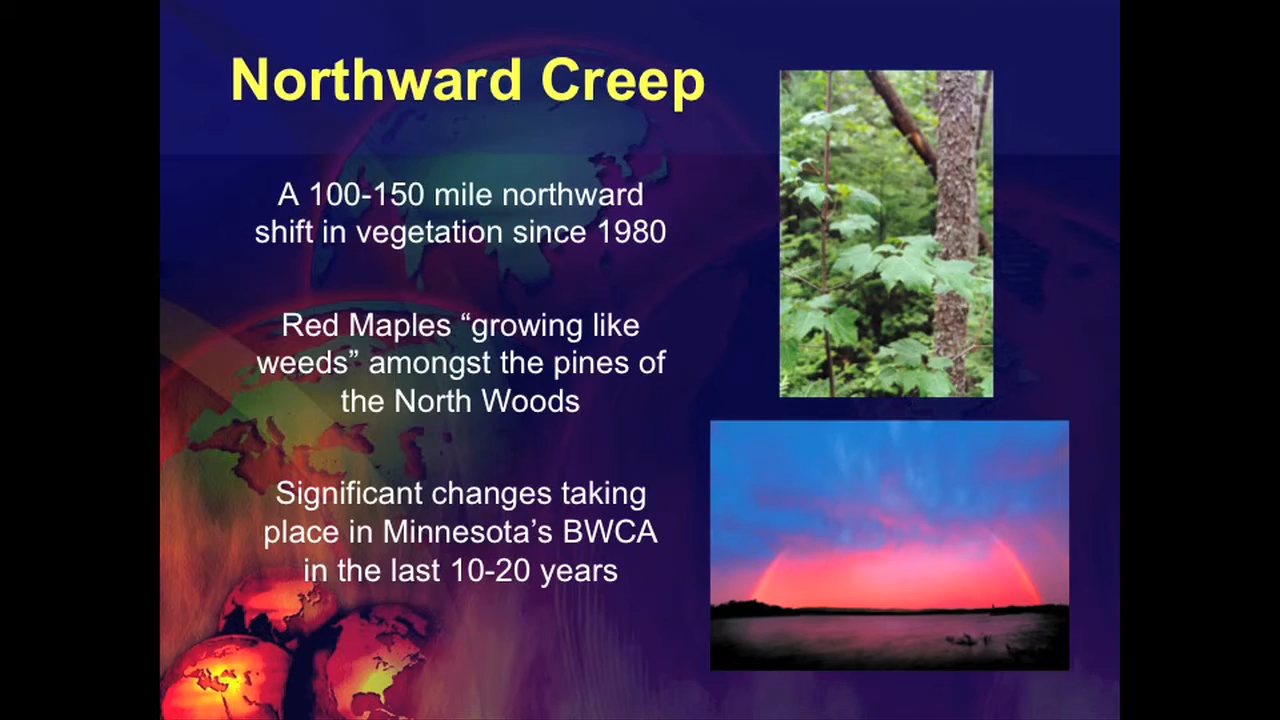 Northward Creep
A 100-150 mile northward
shift in vegetation since 1980
Red Maples “growing like
weeds” amongst the pines of
the North Woods
Significant changes taking
place in Minnesota’s BWCA
in the last 10-20 years